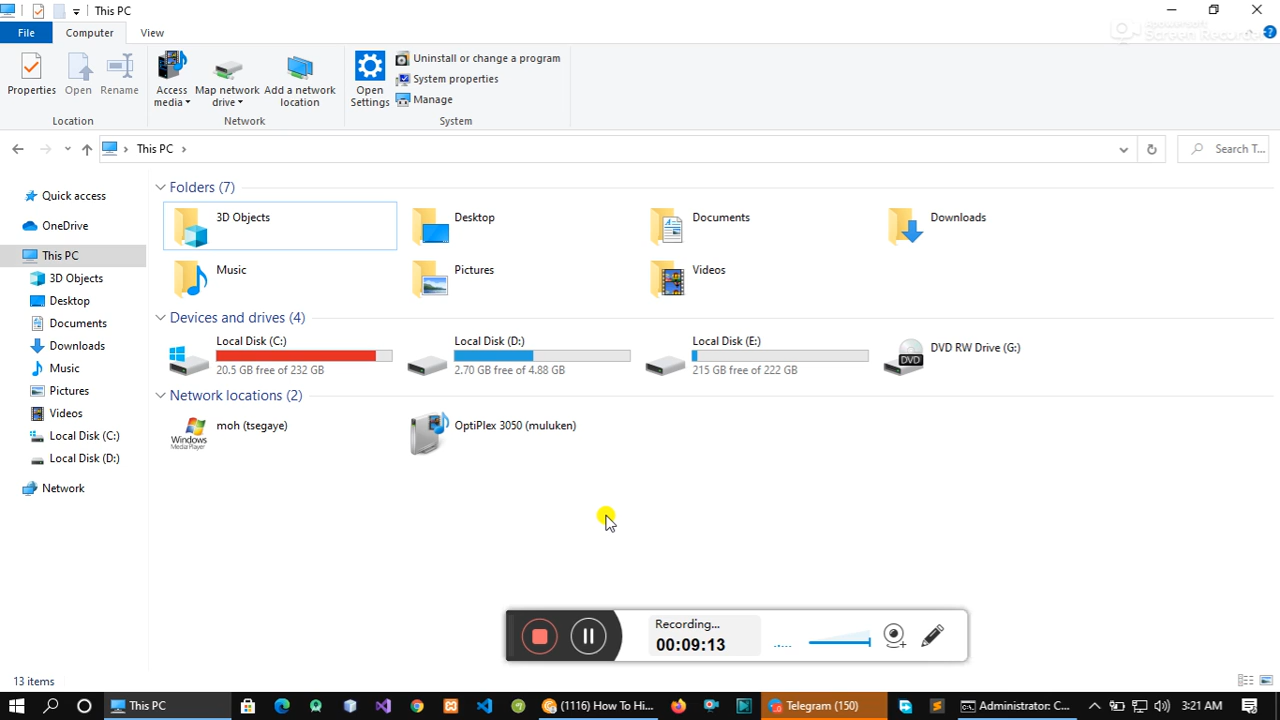 This PC
Apowersoft
Screen Recorder
File Computer View
Properties Open Rename
Access media Map network drive Add a network location
Open Settings
Uninstall or change a program
System properties
Manage
Location Network System
This PC
Search T...
Quick access
OneDrive
This PC
3D Objects
Desktop
Documents
Downloads
Music
Pictures
Videos
Local Disk (C:)
Local Disk (D:)
Network
Folders (7)
3D Objects Desktop Documents Downloads
Music Pictures Videos
Devices and drives (4)
Local Disk (C:) Local Disk (D:) Local Disk (E:) DVD RW Drive (G:)
20.5 GB free of 232 GB 2.70 GB free of 4.88 GB 215 GB free of 222 GB
DVD
Network locations (2)
moh (tsegaye) OptiPlex 3050 (muluken)
Windows
Media Player
Recording...
00:09:13
13 items
This PC (1116) How To Hi... Telegram (150) Administrator: C... 3:21 AM